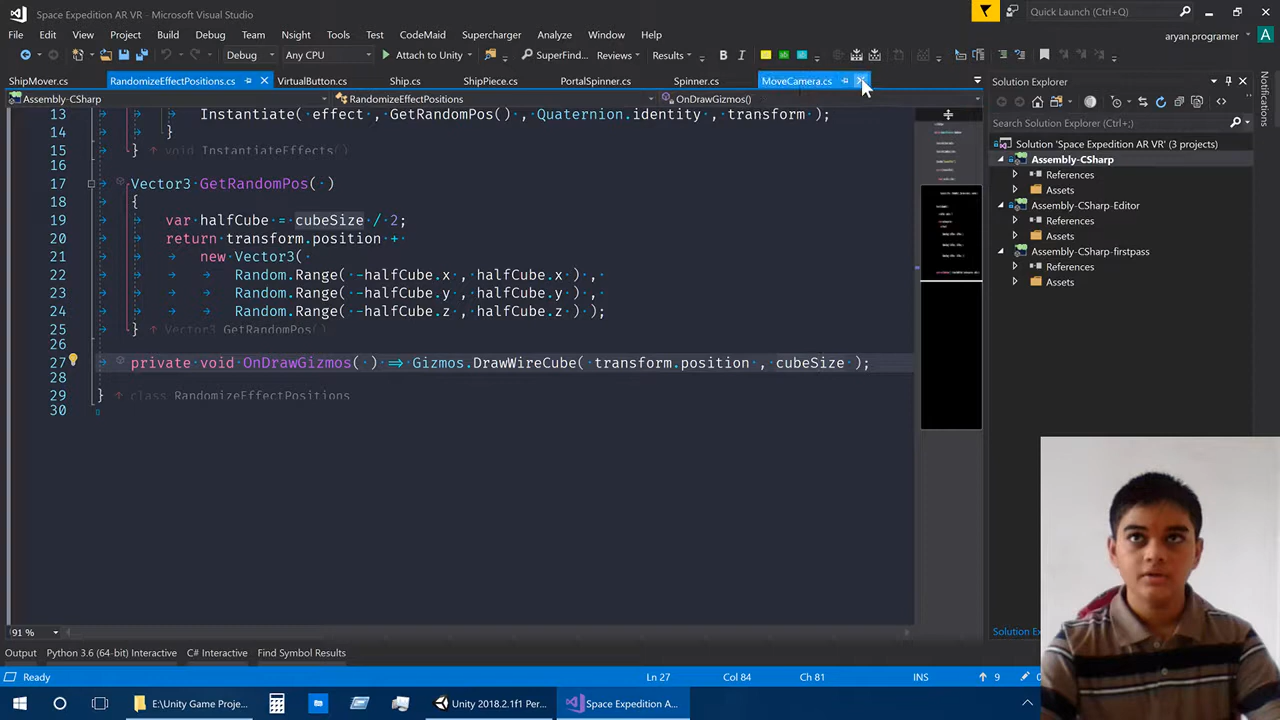 Space Expedition AR VR - Microsoft Visual Studio
Quick Launch (Ctrl+Q)
File Edit View Project Build Debug Team Nsight Tools Test CodeMaid Supercharger Analyze Window Help
aryan.programer A
Debug Any CPU Attach to Unity SuperFind... Reviews Results B I
ShipMover.cs RandomizeEffectPositions.cs VirtualButton.cs Ship.cs ShipPiece.cs PortalSpinner.cs Spinner.cs MoveCamera.cs
Assembly-CSharp RandomizeEffectPositions OnDrawGizmos()
13 Instantiate( effect , GetRandomPos() , Quaternion.identity , transform );
14 }
15 } ↑ void InstantiateEffects()
16
17 Vector3 GetRandomPos( )
18 {
19 var halfCube = cubeSize / 2;
20 return transform.position +
21 new Vector3(
22 Random.Range( -halfCube.x , halfCube.x ) ,
23 Random.Range( -halfCube.y , halfCube.y ) ,
24 Random.Range( -halfCube.z , halfCube.z ) );
25 } ↑ Vector3 GetRandomPos()
26
27 private void OnDrawGizmos( ) => Gizmos.DrawWireCube( transform.position , cubeSize );
28
29 } ↑ class RandomizeEffectPositions
30
91 %
Solution Explorer
Search Solution Explorer (Ctrl+;)
Solution 'Space Expedition AR VR' (3 projects)
Assembly-CSharp
References
Assets
Assembly-CSharp-Editor
References
Assets
Assembly-CSharp-firstpass
References
Assets
Notifications
Solution Ex
Output Python 3.6 (64-bit) Interactive C# Interactive Find Symbol Results
Ready Ln 27 Col 84 Ch 81 INS 9 0
E:\Unity Game Proje... Unity 2018.2.1f1 Per... Space Expedition A...